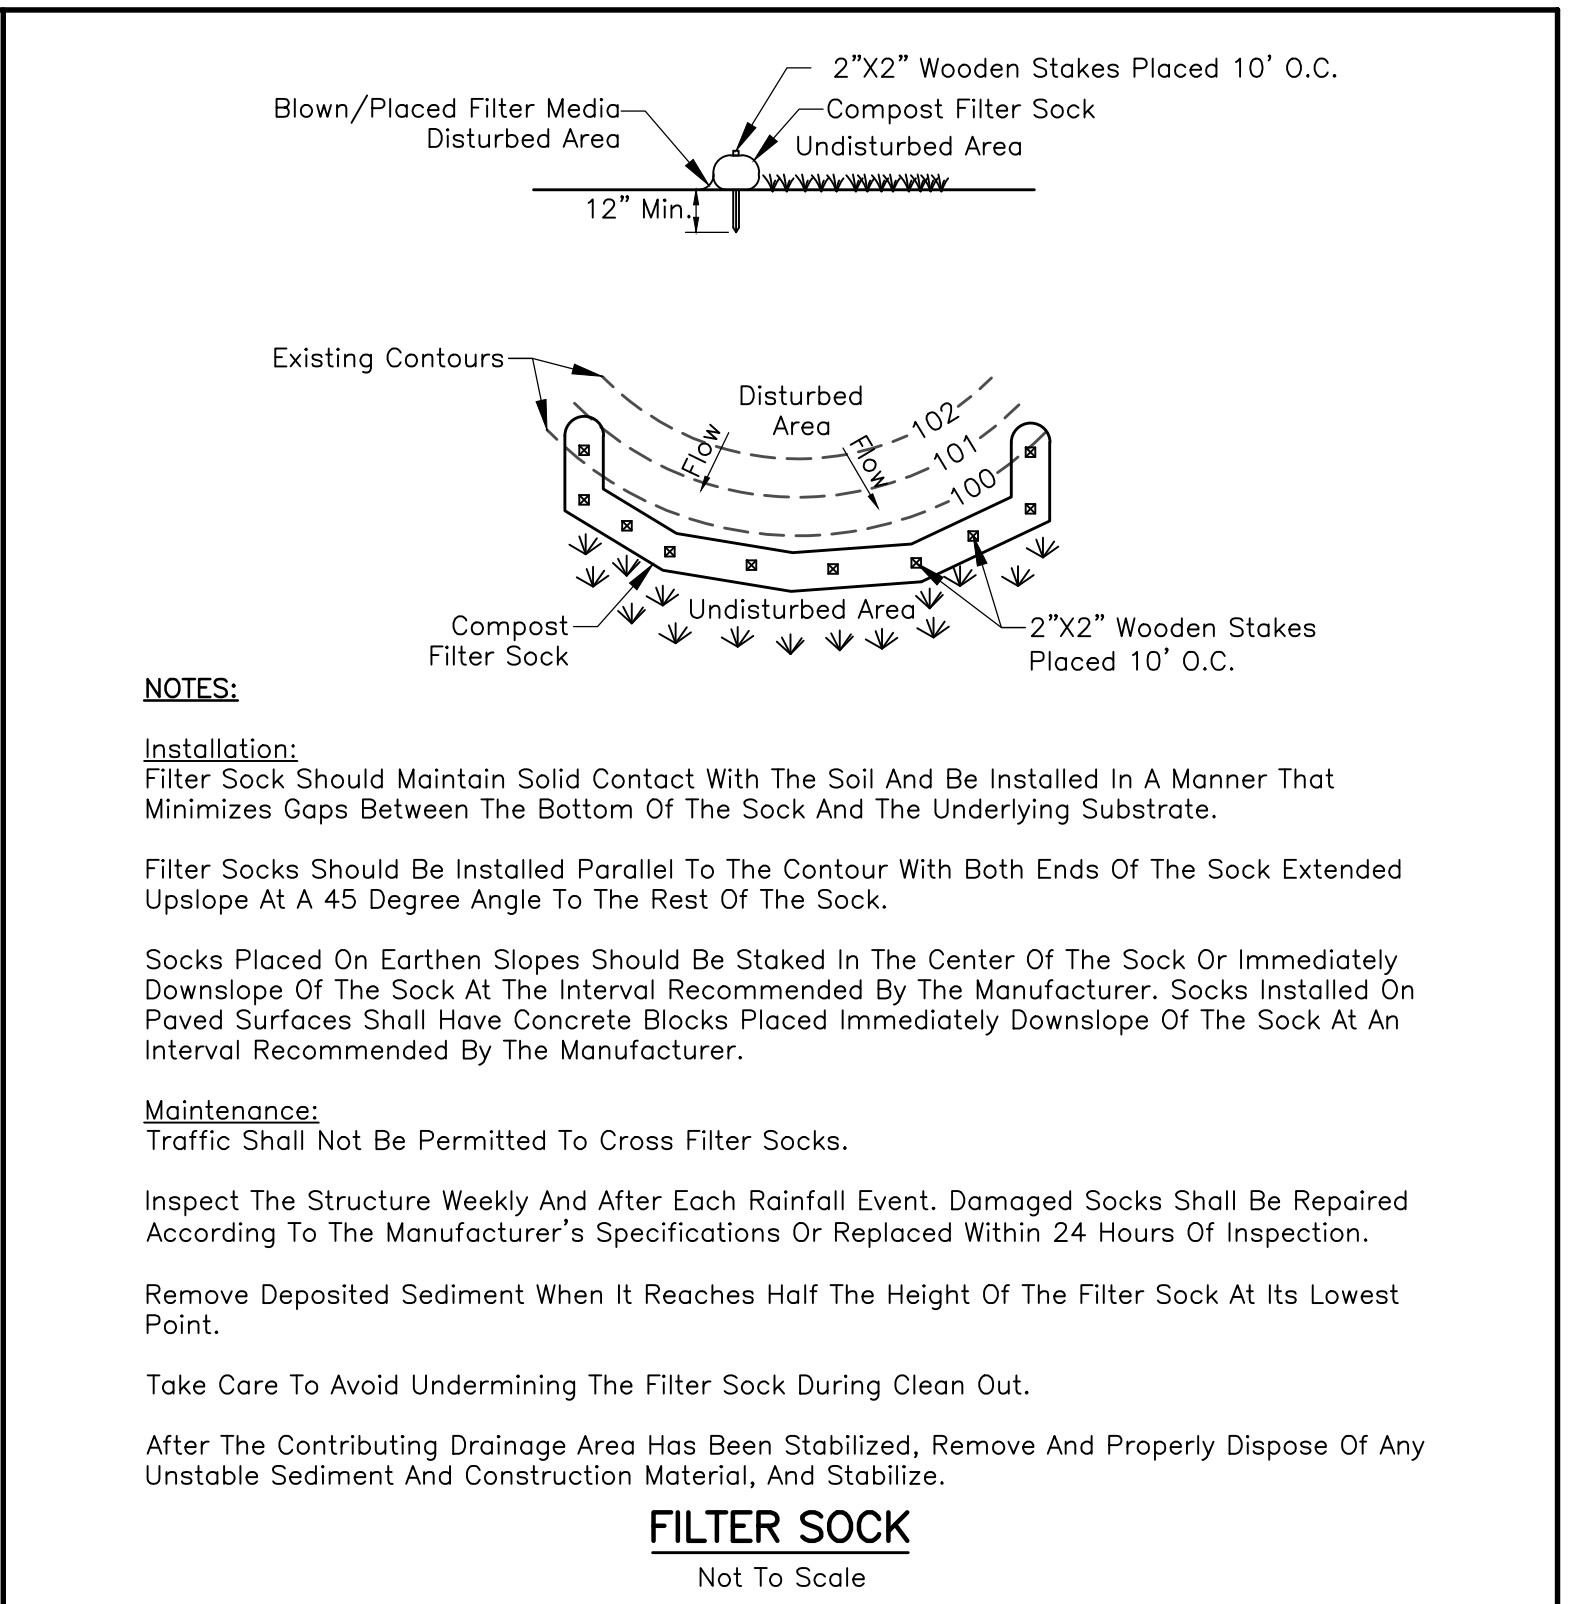 2”X2” Wooden Stakes Placed 10’ O.C.
Blown/Placed Filter Media
Disturbed Area
Compost Filter Sock
Undisturbed Area
12” Min.
Existing Contours
Disturbed
Area
Flow
Flow
102
101
100
Undisturbed Area
Compost
Filter Sock
2”X2” Wooden Stakes
Placed 10’ O.C.
NOTES:
Installation:
Filter Sock Should Maintain Solid Contact With The Soil And Be Installed In A Manner That
Minimizes Gaps Between The Bottom Of The Sock And The Underlying Substrate.
Filter Socks Should Be Installed Parallel To The Contour With Both Ends Of The Sock Extended
Upslope At A 45 Degree Angle To The Rest Of The Sock.
Socks Placed On Earthen Slopes Should Be Staked In The Center Of The Sock Or Immediately
Downslope Of The Sock At The Interval Recommended By The Manufacturer. Socks Installed On
Paved Surfaces Shall Have Concrete Blocks Placed Immediately Downslope Of The Sock At An
Interval Recommended By The Manufacturer.
Maintenance:
Traffic Shall Not Be Permitted To Cross Filter Socks.
Inspect The Structure Weekly And After Each Rainfall Event. Damaged Socks Shall Be Repaired
According To The Manufacturer’s Specifications Or Replaced Within 24 Hours Of Inspection.
Remove Deposited Sediment When It Reaches Half The Height Of The Filter Sock At Its Lowest
Point.
Take Care To Avoid Undermining The Filter Sock During Clean Out.
After The Contributing Drainage Area Has Been Stabilized, Remove And Properly Dispose Of Any
Unstable Sediment And Construction Material, And Stabilize.
FILTER SOCK
Not To Scale